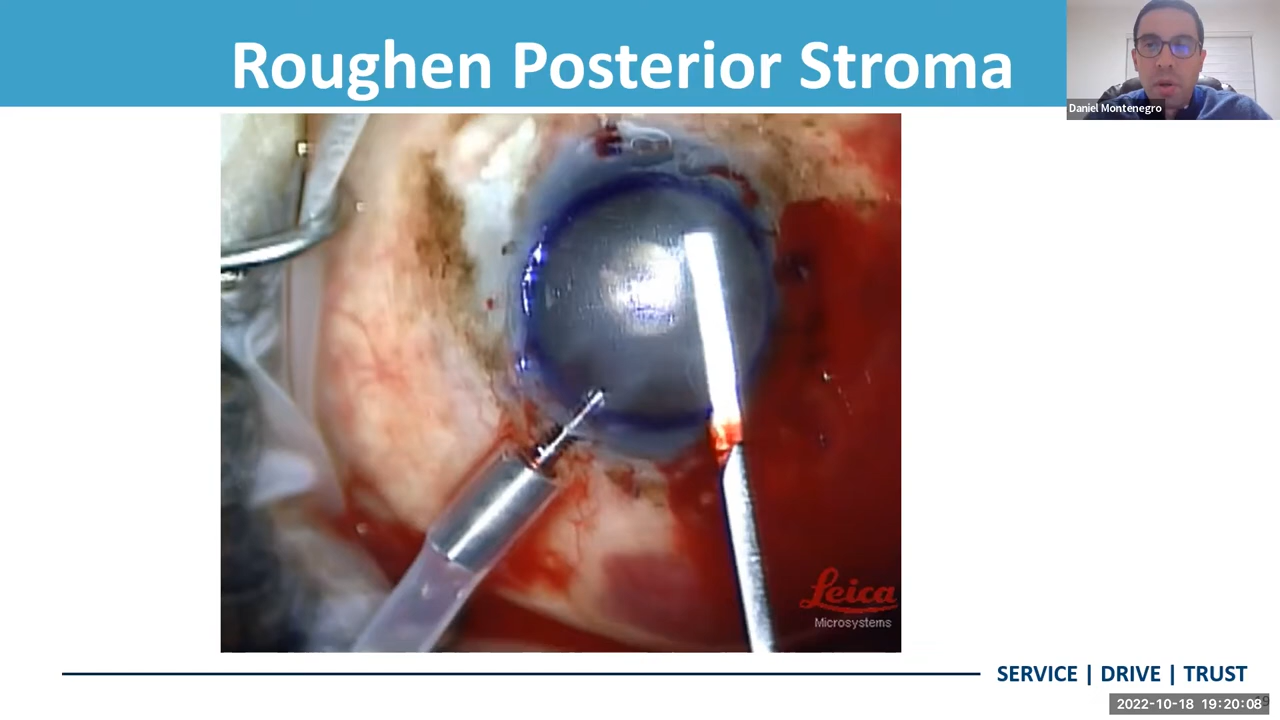 Roughen Posterior Stroma
Daniel Montenegro
Leica
Microsystems
SERVICE | DRIVE | TRUST
2022-10-18 19:20:08